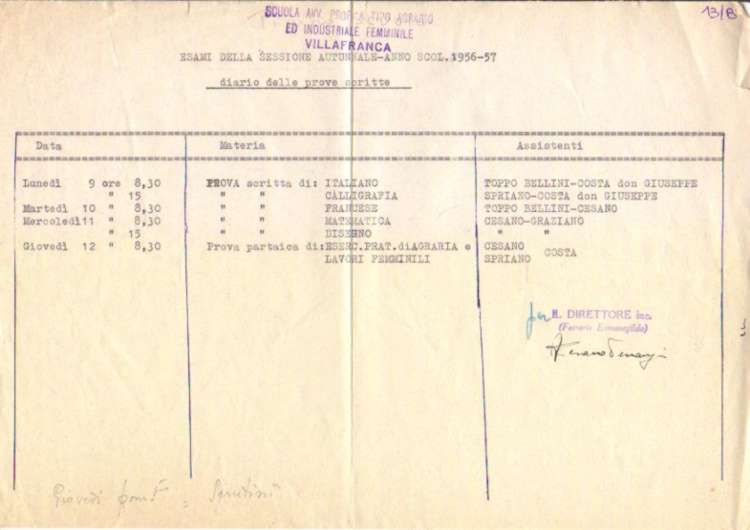 13/B
SCUOLA AVV. PROF. A TIPO AGRARIO
ED INDUSTRIALE FEMMINILE
VILLAFRANCA
ESAMI DELLA SESSIONE AUTUNNALE-ANNO SCOL.1956-57
diario delle prove scritte
Data Materia Assistenti
Lunedì 9 ore 8,30 PROVA scritta di: ITALIANO TOPPO BELLINI-COSTA don GIUSEPPE
" 15 " " CALLIGRAFIA SPRIANO-COSTA don GIUSEPPE
Martedì 10 " 8,30 " " FRANCESE TOPPO BELLINI-CESANO
Mercoledì11 " 8,30 " " MATEMATICA CESANO-GRAZIANO
" 15 " " DISEGNO " "
Giovedì 12 " 8,30 Prova partaica di:ESERC.PRAT.diAGRARIA e CESANO COSTA
LAVORI FEMMINILI SPRIANO
per IL DIRETTORE inc.
(Ferraris Ermenegildo)
Giovedì